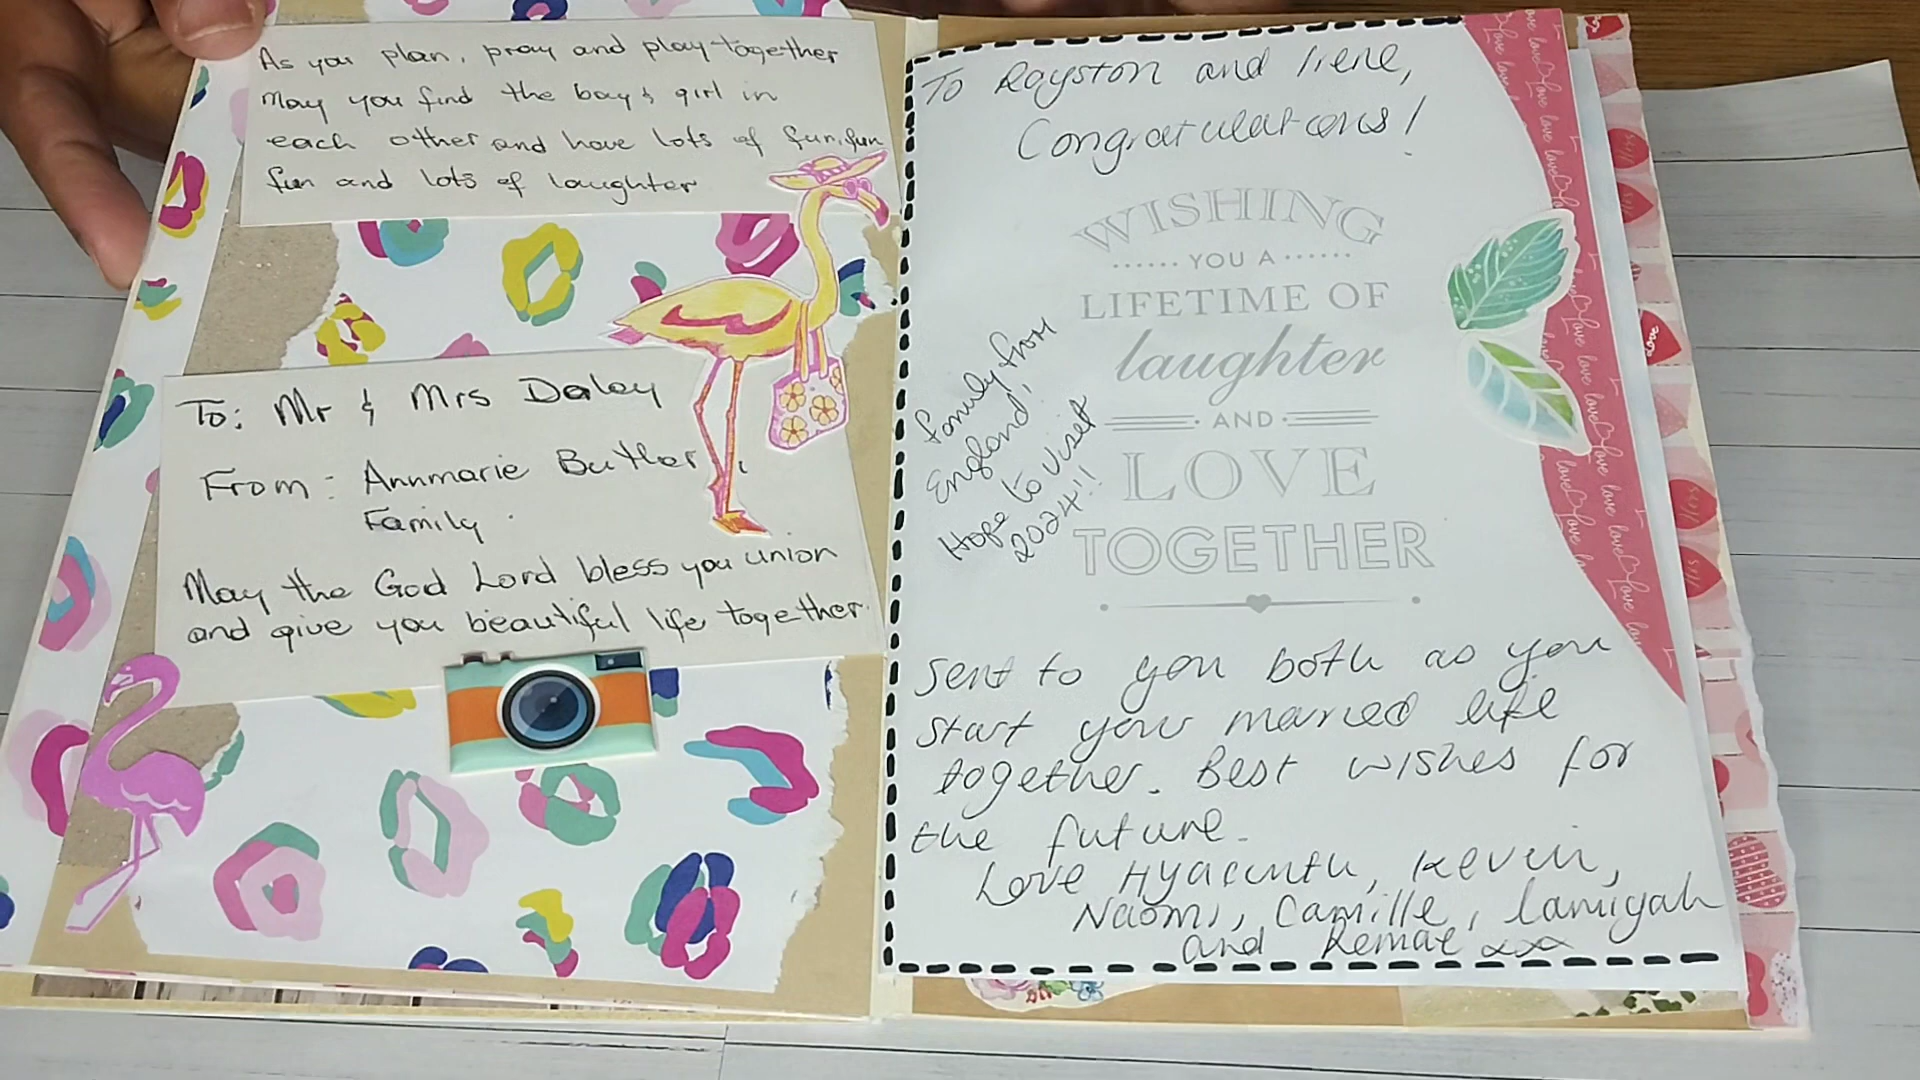 As you plan, pray and play together
May you find the boy & girl in
each other and have lots of fun, fun
fun and lots of laughter
To: Mr & Mrs Daley
From: Annmarie Butler
Family.
May the God Lord bless you union
and give you beautiful life together.
To Royston and Irene,
Congratulations!
WISHING
YOU A
LIFETIME OF
laughter
AND
LOVE
TOGETHER
Family from
England,
Hope to visit
2024!!
Sent to you both as you
start your married life
together. Best wishes for
the future.
Love Hyacinth, Kevin,
Naomi, Camille, Lamiyah
and Remae xxx